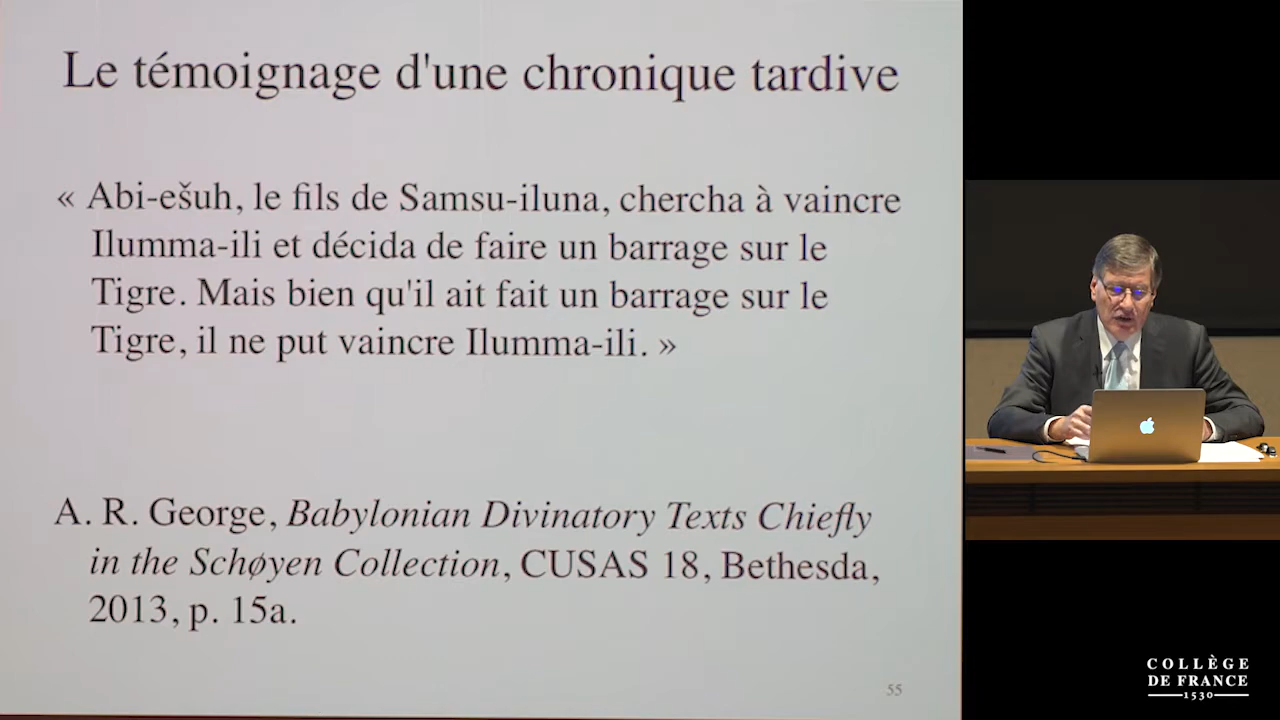 Le témoignage d'une chronique tardive
« Abi-ešuh, le fils de Samsu-iluna, chercha à vaincre
Ilumma-ili et décida de faire un barrage sur le
Tigre. Mais bien qu'il ait fait un barrage sur le
Tigre, il ne put vaincre Ilumma-ili. »
A. R. George, Babylonian Divinatory Texts Chiefly
in the Schøyen Collection, CUSAS 18, Bethesda,
2013, p. 15a.
55
COLLÈGE
DE FRANCE
1530